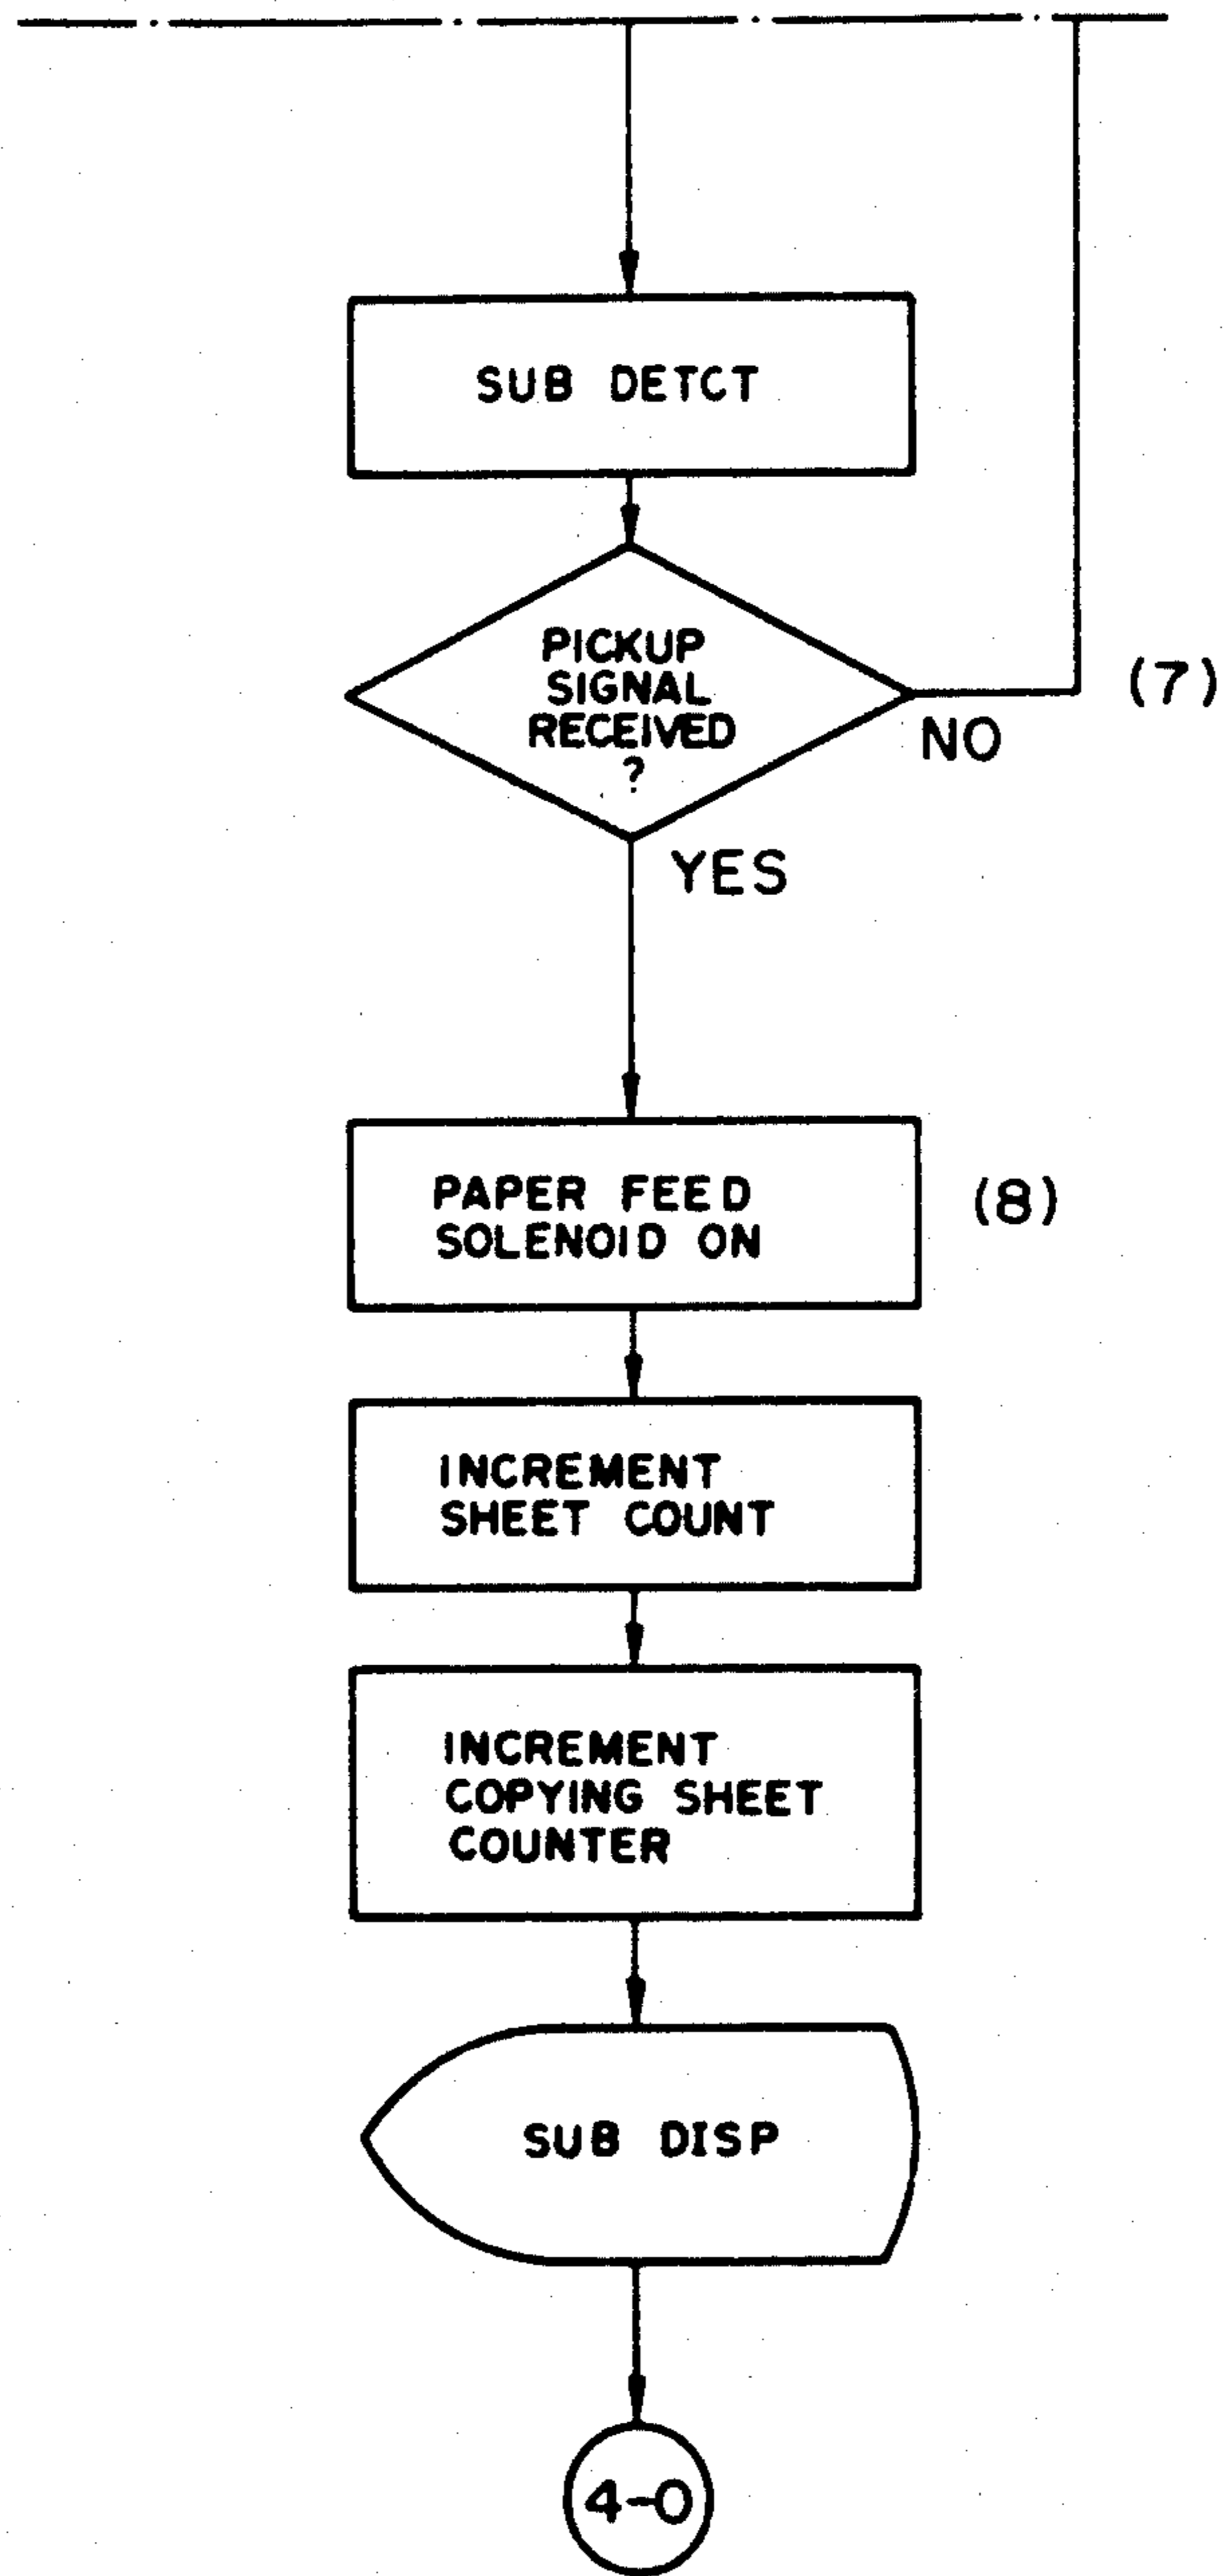 SUB DETCT
PICKUP
SIGNAL
RECEIVED
?
(7)
NO
YES
PAPER FEED
SOLENOID ON
(8)
INCREMENT
SHEET COUNT
INCREMENT
COPYING SHEET
COUNTER
SUB DISP
4-0